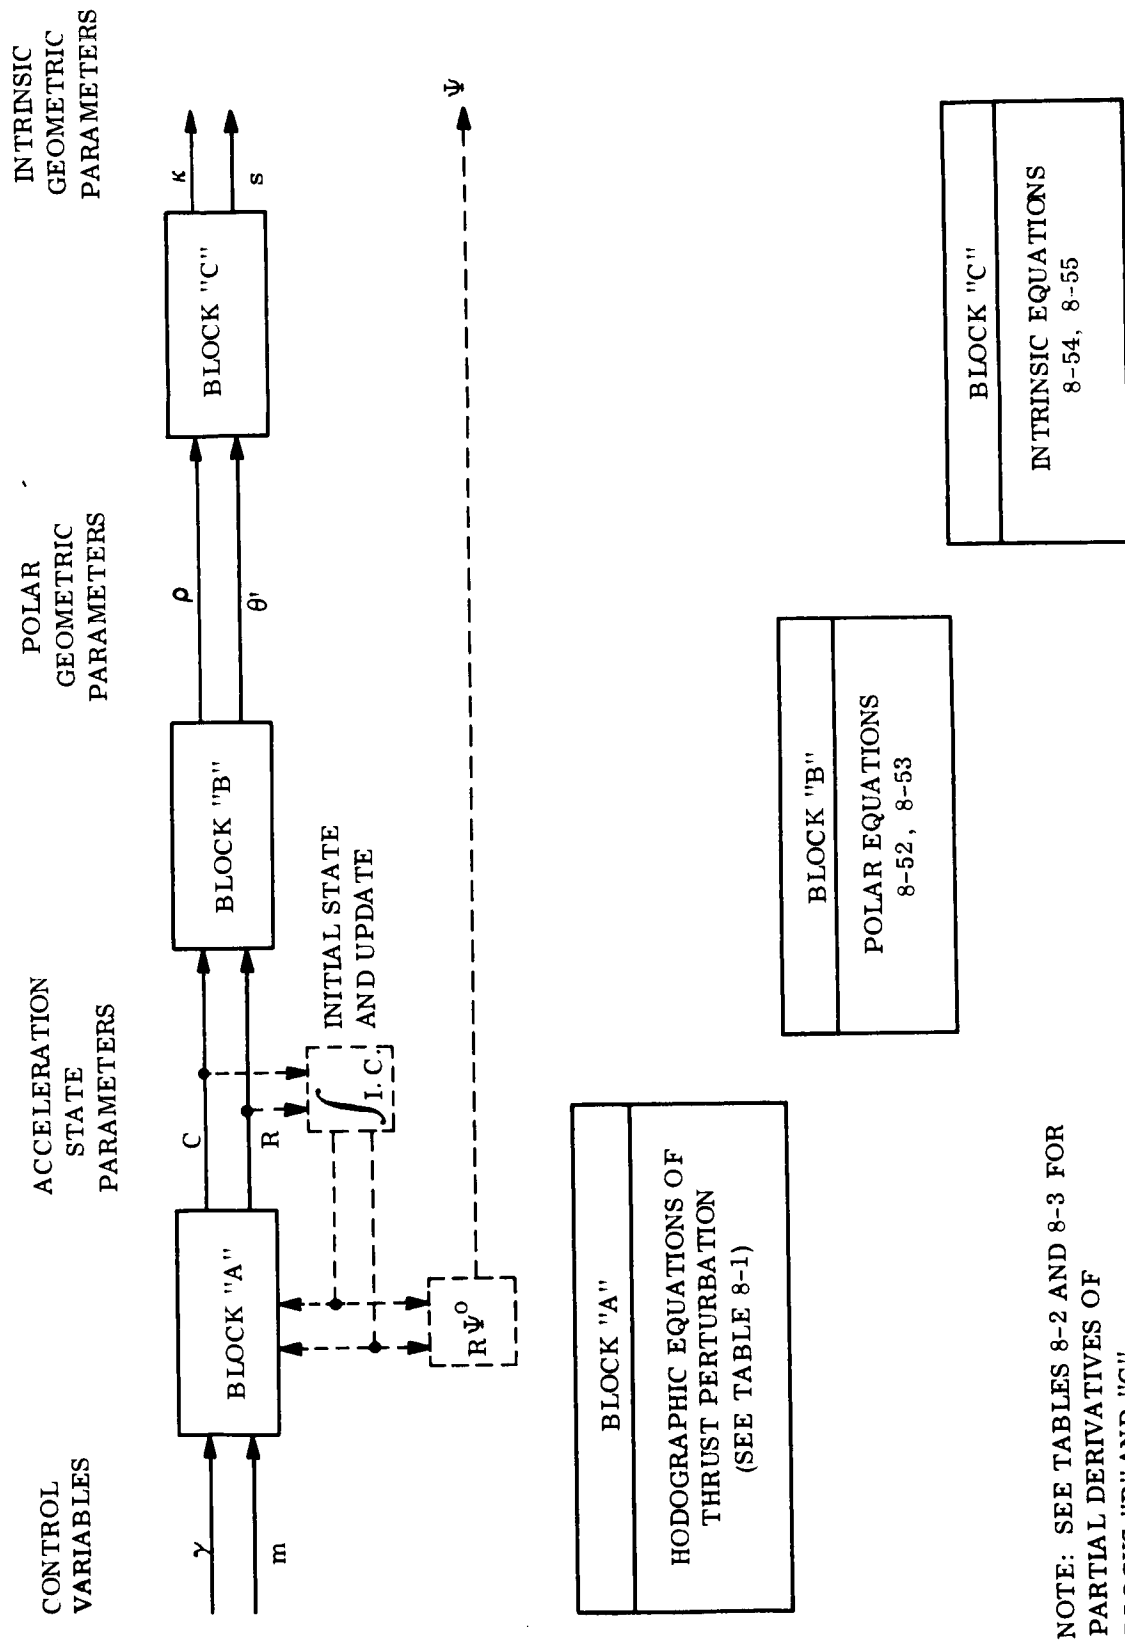 CONTROL
VARIABLES
ACCELERATION
STATE
PARAMETERS
POLAR
GEOMETRIC
PARAMETERS
INTRINSIC
GEOMETRIC
PARAMETERS
γ
m
BLOCK "A"
C
R
BLOCK "B"
ρ
θ'
BLOCK "C"
κ
s
∫ I. C.
INITIAL STATE
AND UPDATE
RΨ°
Ψ
BLOCK "A"
HODOGRAPHIC EQUATIONS OF
THRUST PERTURBATION
(SEE TABLE 8-1)
BLOCK "B"
POLAR EQUATIONS
8-52, 8-53
BLOCK "C"
INTRINSIC EQUATIONS
8-54, 8-55
NOTE: SEE TABLES 8-2 AND 8-3 FOR
PARTIAL DERIVATIVES OF